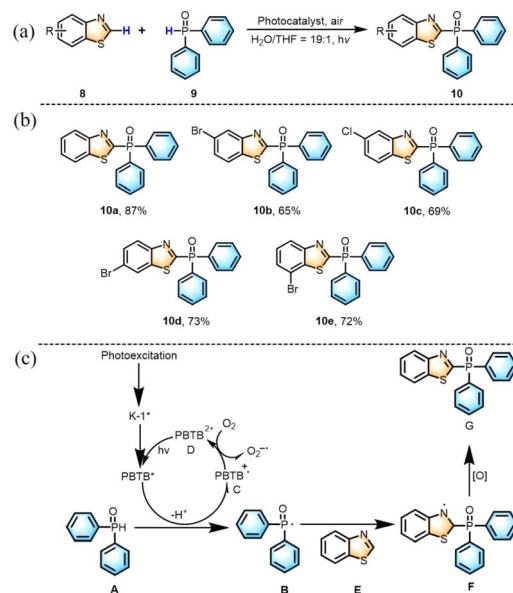 (a)
R N S H + H O P Photocatalyst, air R N S O P
H₂O/THF = 19:1, hν
8 9 10
(b)
N S O P Br N S O P Cl N S O P
10a, 87% 10b, 65% 10c, 69%
Br N S O P Br N S O P
10d, 73% 10e, 72%
(c)
Photoexcitation
K-1*
PBTB²⁺ O₂
hν D O₂⁻•
PBTB* PBTB⁺•
C
-H⁺
N S O P
G
[O]
O PH O P• N S N• S O P
A B E F